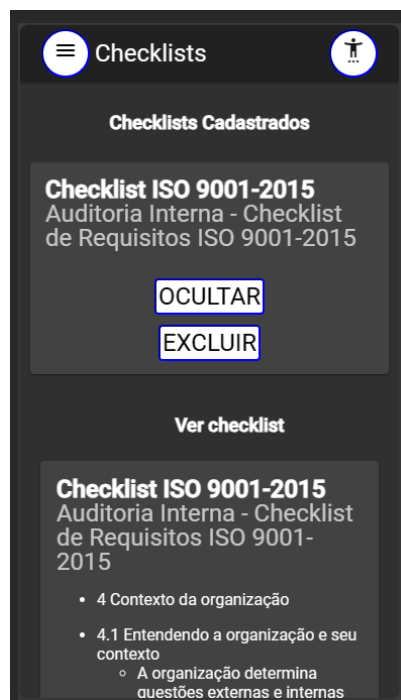 Checklists
Checklists Cadastrados
Checklist ISO 9001-2015
Auditoria Interna - Checklist
de Requisitos ISO 9001-2015
OCULTAR
EXCLUIR
Ver checklist
Checklist ISO 9001-2015
Auditoria Interna - Checklist
de Requisitos ISO 9001-
2015
• 4 Contexto da organização
• 4.1 Entendendo a organização e seu
contexto
◦ A organização determina
questões externas e internas